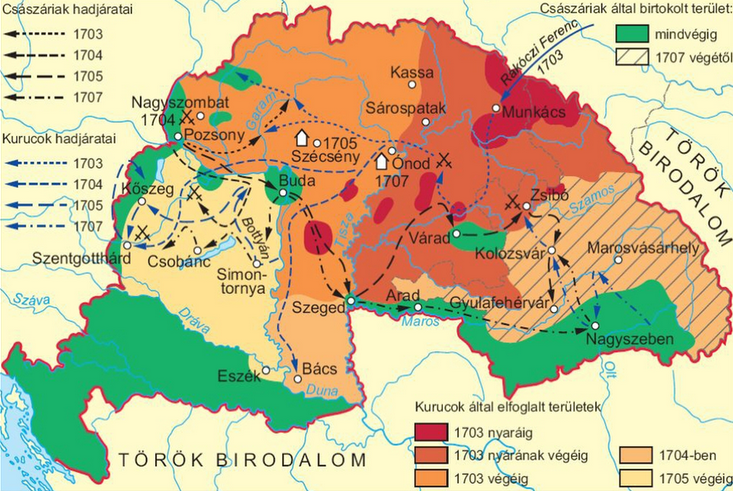 Császáriak hadjáratai
1703
1704
1705
1707
Kurucok hadjáratai
1703
1704
1705
1707
Császáriak által birtokolt terület:
mindvégig
1707 végétől
Rákóczi Ferenc
1703
Kassa
Sárospatak
Munkács
Nagyszombat
1704
Pozsony
Garam
1705
Szécsény
Ónod
1707
TÖRÖK
BIRODALOM
Kőszeg
Buda
Zsibó
Szamos
Bottyán
Tisza
Várad
Kolozsvár
Marosvásárhely
Szentgotthárd
Csobánc
Simon-
tornya
Szeged
Arad
Gyulafehérvár
Maros
Nagyszeben
Olt
Száva
Dráva
Eszék
Bács
Duna
TÖRÖK BIRODALOM
Kurucok által elfoglalt területek
1703 nyaráig
1703 nyarának végéig
1703 végéig
1704-ben
1705 végéig